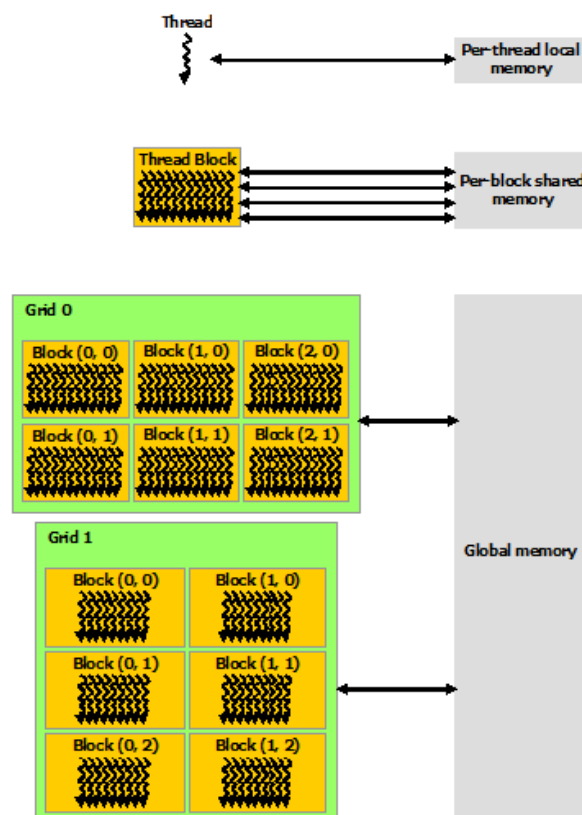 Thread
Per-thread local
memory
Thread Block
Per-block shared
memory
Grid 0
Block (0, 0)
Block (1, 0)
Block (2, 0)
Block (0, 1)
Block (1, 1)
Block (2, 1)
Global memory
Grid 1
Block (0, 0)
Block (1, 0)
Block (0, 1)
Block (1, 1)
Block (0, 2)
Block (1, 2)